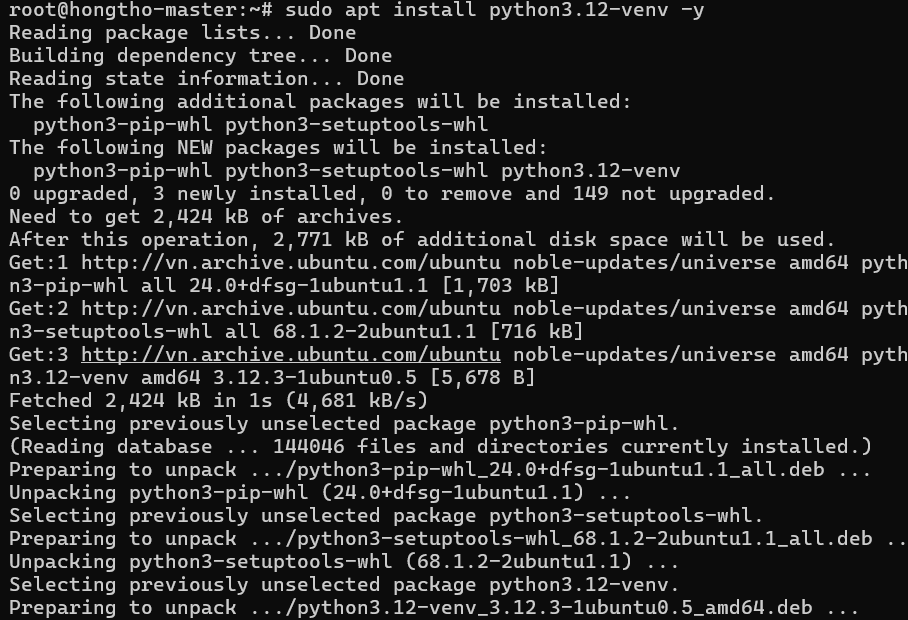 root@hongtho-master:~# sudo apt install python3.12-venv -y
Reading package lists... Done
Building dependency tree... Done
Reading state information... Done
The following additional packages will be installed:
  python3-pip-whl python3-setuptools-whl
The following NEW packages will be installed:
  python3-pip-whl python3-setuptools-whl python3.12-venv
0 upgraded, 3 newly installed, 0 to remove and 149 not upgraded.
Need to get 2,424 kB of archives.
After this operation, 2,771 kB of additional disk space will be used.
Get:1 http://vn.archive.ubuntu.com/ubuntu noble-updates/universe amd64 pyth
n3-pip-whl all 24.0+dfsg-1ubuntu1.1 [1,703 kB]
Get:2 http://vn.archive.ubuntu.com/ubuntu noble-updates/universe amd64 pyth
n3-setuptools-whl all 68.1.2-2ubuntu1.1 [716 kB]
Get:3 http://vn.archive.ubuntu.com/ubuntu noble-updates/universe amd64 pyth
n3.12-venv amd64 3.12.3-1ubuntu0.5 [5,678 B]
Fetched 2,424 kB in 1s (4,681 kB/s)
Selecting previously unselected package python3-pip-whl.
(Reading database ... 144046 files and directories currently installed.)
Preparing to unpack .../python3-pip-whl_24.0+dfsg-1ubuntu1.1_all.deb ...
Unpacking python3-pip-whl (24.0+dfsg-1ubuntu1.1) ...
Selecting previously unselected package python3-setuptools-whl.
Preparing to unpack .../python3-setuptools-whl_68.1.2-2ubuntu1.1_all.deb ..
Unpacking python3-setuptools-whl (68.1.2-2ubuntu1.1) ...
Selecting previously unselected package python3.12-venv.
Preparing to unpack .../python3.12-venv_3.12.3-1ubuntu0.5_amd64.deb ...